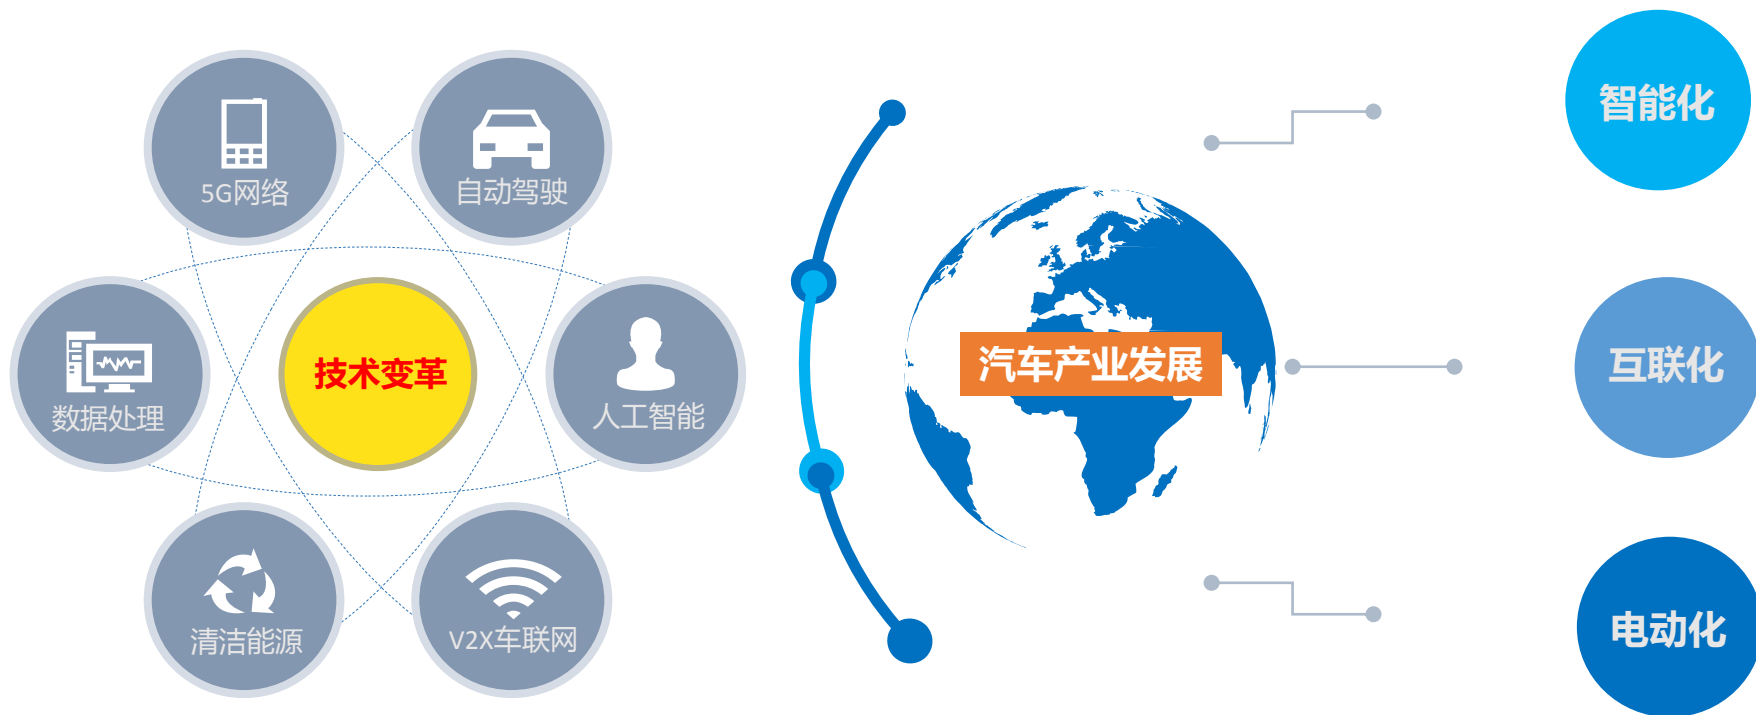 5G网络
自动驾驶
数据处理
技术变革
人工智能
清洁能源
V2X车联网
汽车产业发展
智能化
互联化
电动化